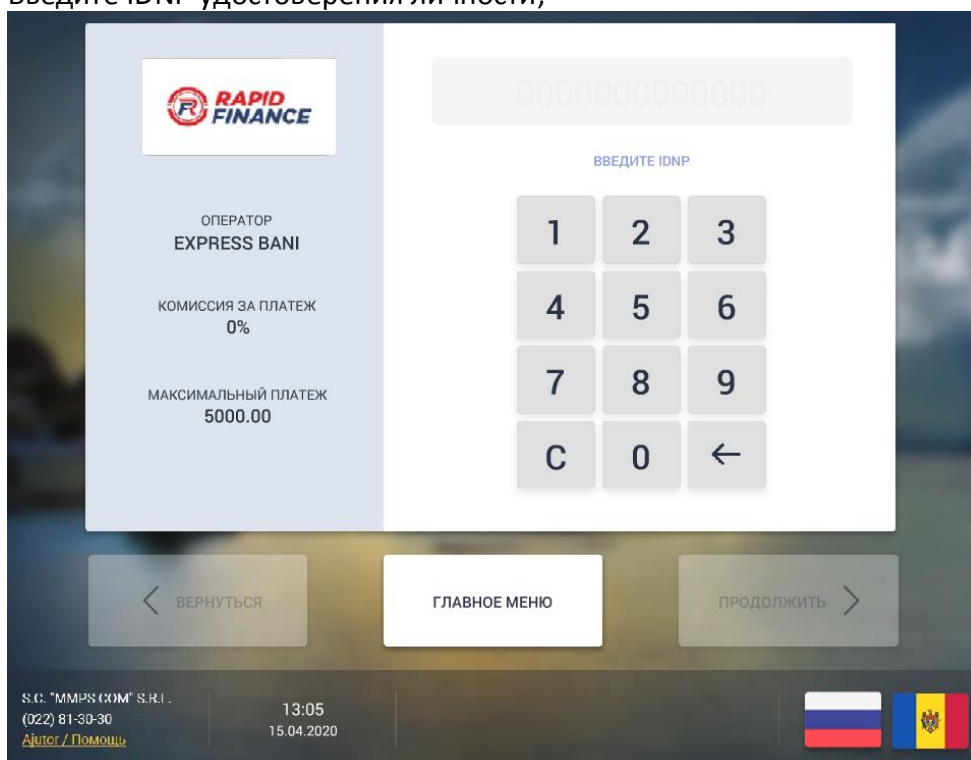 Введите IDNP удостоверения личности;
RAPID
FINANCE
0000000000000
ВВЕДИТЕ IDNP
ОПЕРАТОР
EXPRESS BANI
КОМИССИЯ ЗА ПЛАТЕЖ
0%
МАКСИМАЛЬНЫЙ ПЛАТЕЖ
5000.00
1 2 3
4 5 6
7 8 9
C 0 ←
ВЕРНУТЬСЯ
ГЛАВНОЕ МЕНЮ
ПРОДОЛЖИТЬ
S.C. "MMPS COM" S.R.L.
(022) 81-30-30
Ajutor / Помощь
13:05
15.04.2020